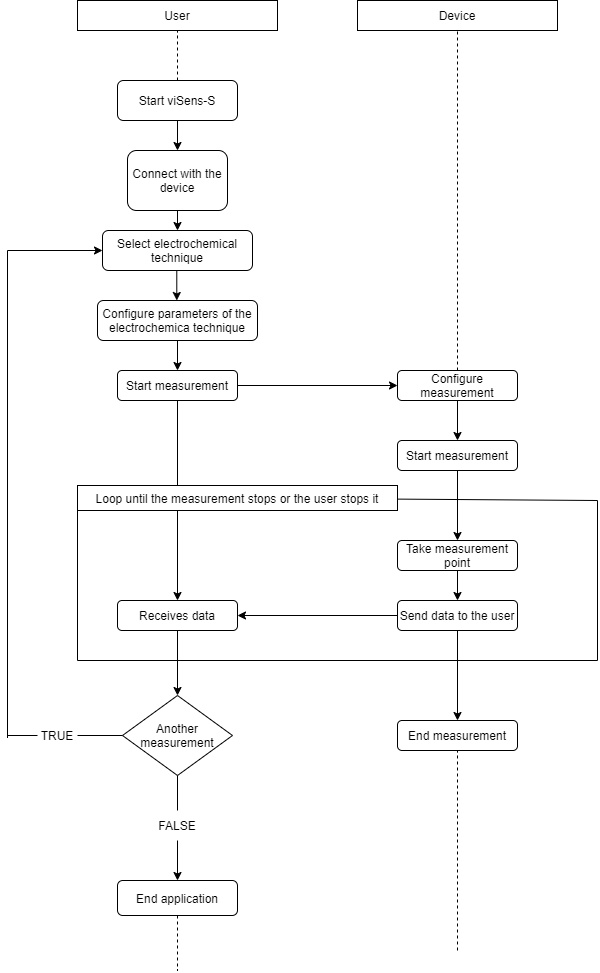 User
Device
Start viSens-S
Connect with the
device
Select electrochemical
technique
Configure parameters of the
electrochemica technique
Start measurement
Configure
measurement
Start measurement
Loop until the measurement stops or the user stops it
Take measurement
point
Receives data
Send data to the user
Another
measurement
TRUE
End measurement
FALSE
End application